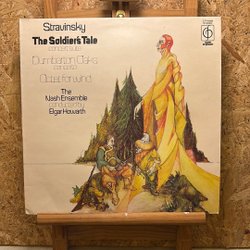 Stravinsky
The Soldier's Tale
concert suite
Dumbarton Oaks
concerto
Octet for wind
The
Nash Ensemble
conducted by
Elgar Howarth